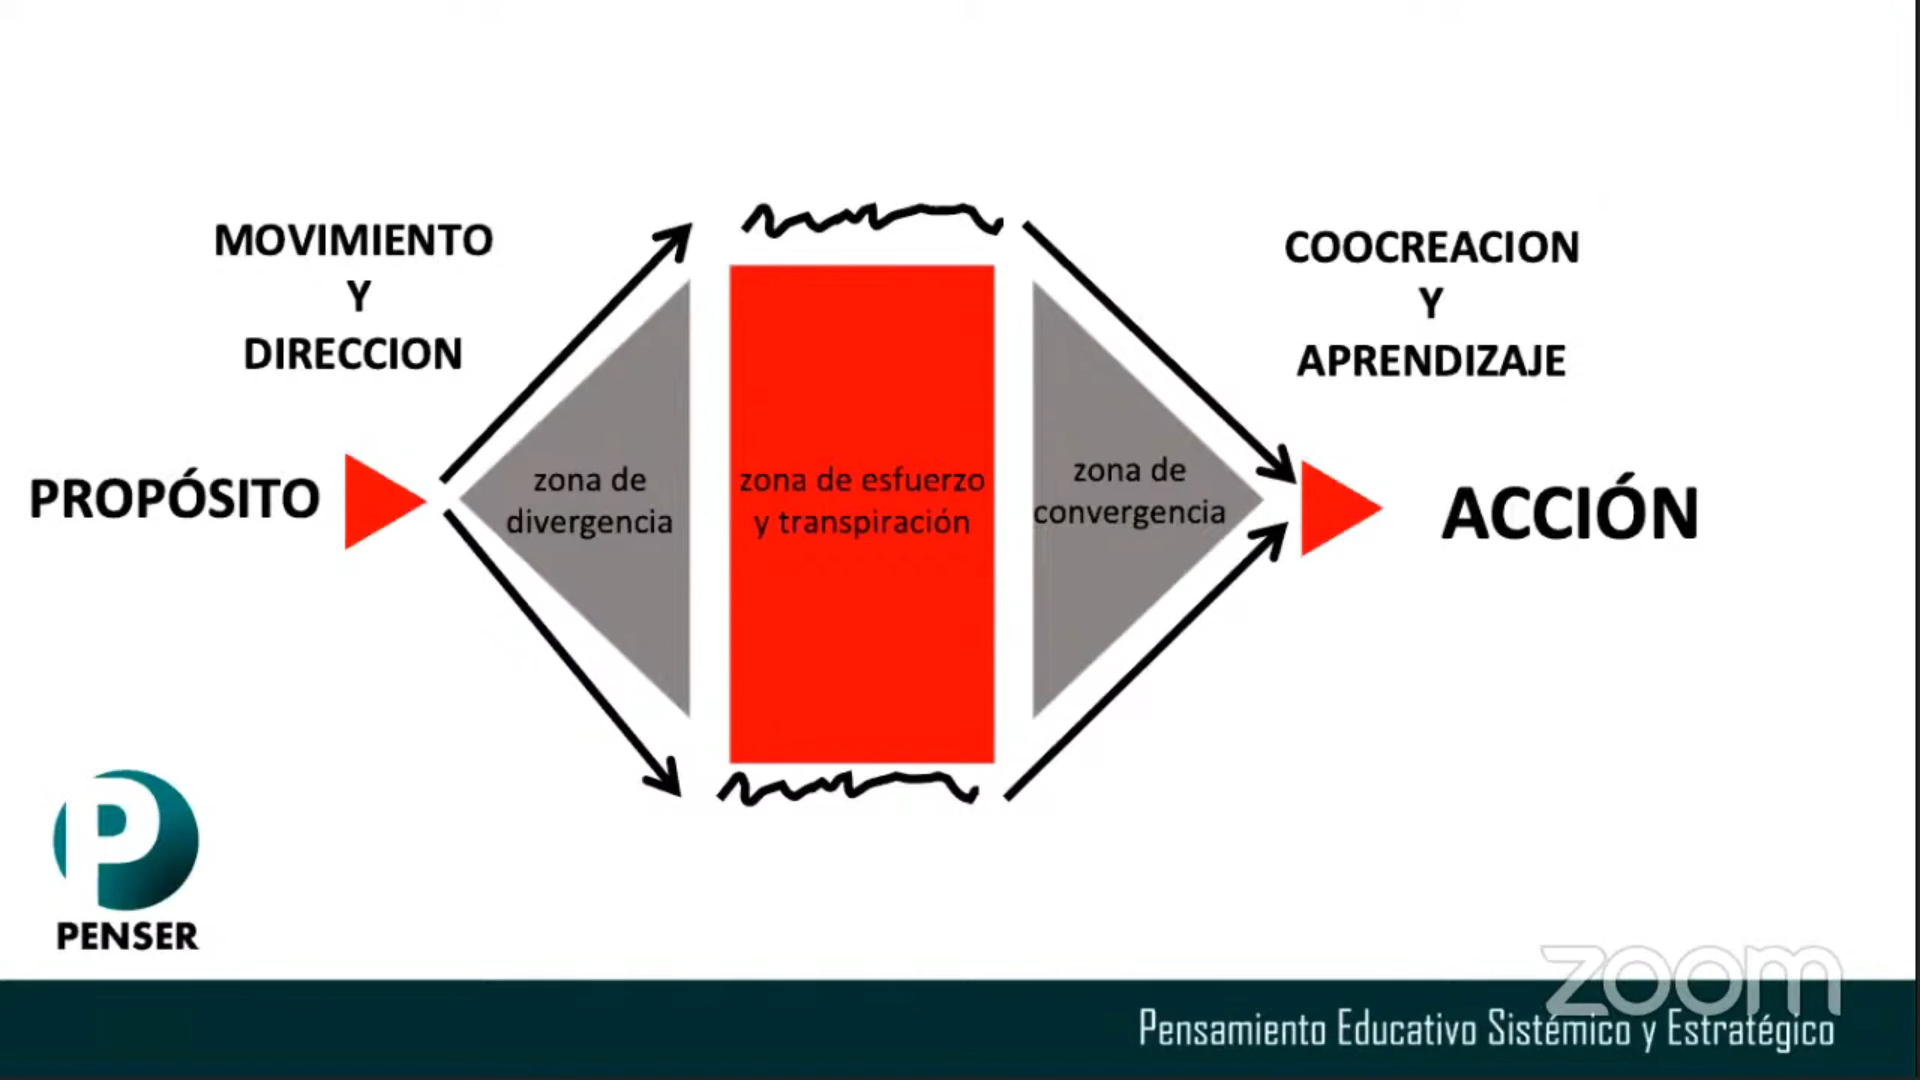 MOVIMIENTO
Y
DIRECCION
COOCREACION
Y
APRENDIZAJE
PROPÓSITO
zona de
divergencia
zona de esfuerzo
y transpiración
zona de
convergencia
ACCIÓN
P
PENSER
zoom
Pensamiento Educativo Sistémico y Estratégico